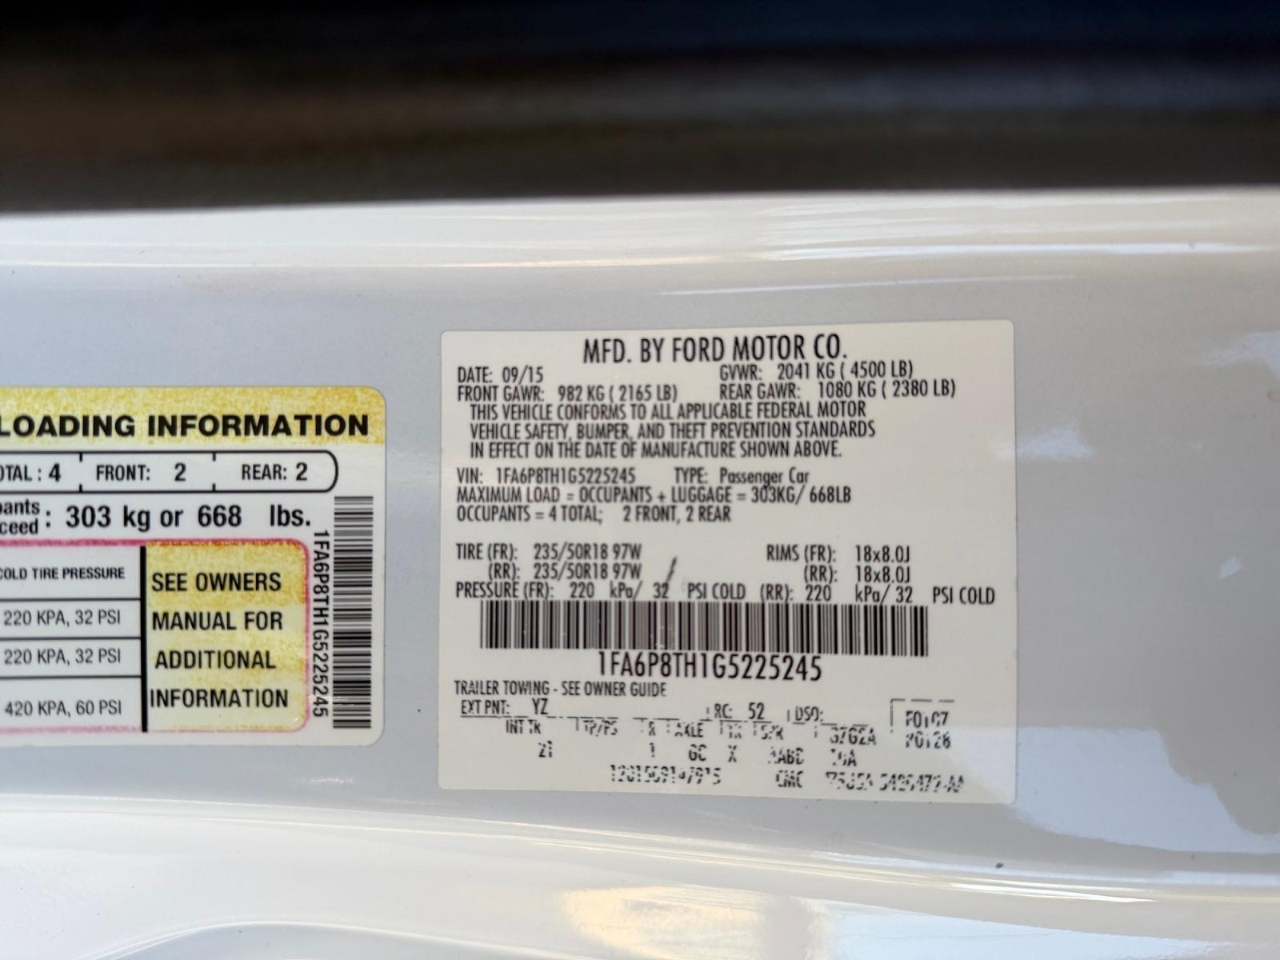 LOADING INFORMATION
OTAL : 4 FRONT: 2 REAR: 2
pants
ceed : 303 kg or 668 lbs.
COLD TIRE PRESSURE
220 KPA, 32 PSI
220 KPA, 32 PSI
420 KPA, 60 PSI
SEE OWNERS
MANUAL FOR
ADDITIONAL
INFORMATION
1FA6P8TH1G5225245
MFD. BY FORD MOTOR CO.
DATE: 09/15 GVWR: 2041 KG ( 4500 LB)
FRONT GAWR: 982 KG ( 2165 LB) REAR GAWR: 1080 KG ( 2380 LB)
THIS VEHICLE CONFORMS TO ALL APPLICABLE FEDERAL MOTOR
VEHICLE SAFETY, BUMPER, AND THEFT PREVENTION STANDARDS
IN EFFECT ON THE DATE OF MANUFACTURE SHOWN ABOVE.
VIN: 1FA6P8TH1G5225245 TYPE: Passenger Car
MAXIMUM LOAD = OCCUPANTS + LUGGAGE = 303KG/ 668LB
OCCUPANTS = 4 TOTAL; 2 FRONT, 2 REAR
TIRE (FR): 235/50R18 97W RIMS (FR): 18x8.0J
(RR): 235/50R18 97W (RR): 18x8.0J
PRESSURE (FR): 220 kPa/ 32 PSI COLD (RR): 220 kPa/ 32 PSI COLD
1FA6P8TH1G5225245
TRAILER TOWING - SEE OWNER GUIDE
EXT PNT: YZ RC: 52 DSO:
INT TR
GC X